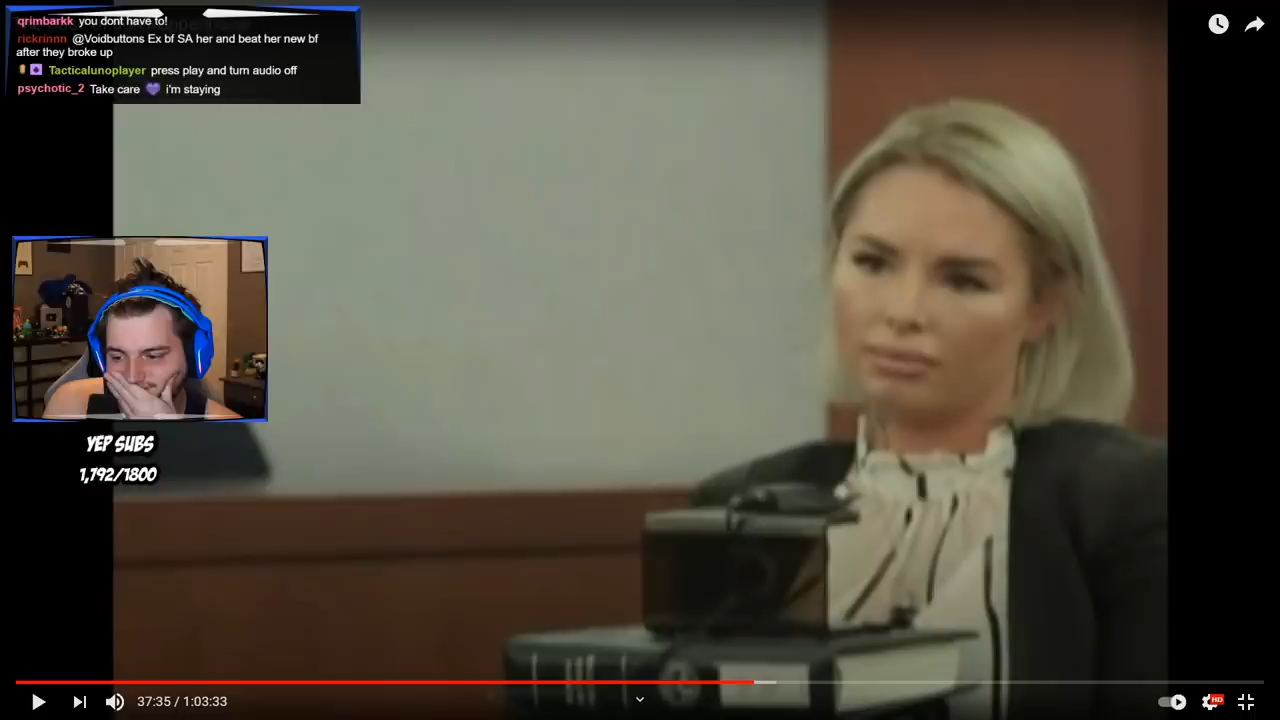 qrimbarkk you dont have to!
rickrinnn @Voidbuttons Ex bf SA her and beat her new bf
after they broke up
Tacticalunoplayer press play and turn audio off
psychotic_2 Take care 💜 i'm staying
YEP SUBS
1,792/1800
37:35 / 1:03:33
HD